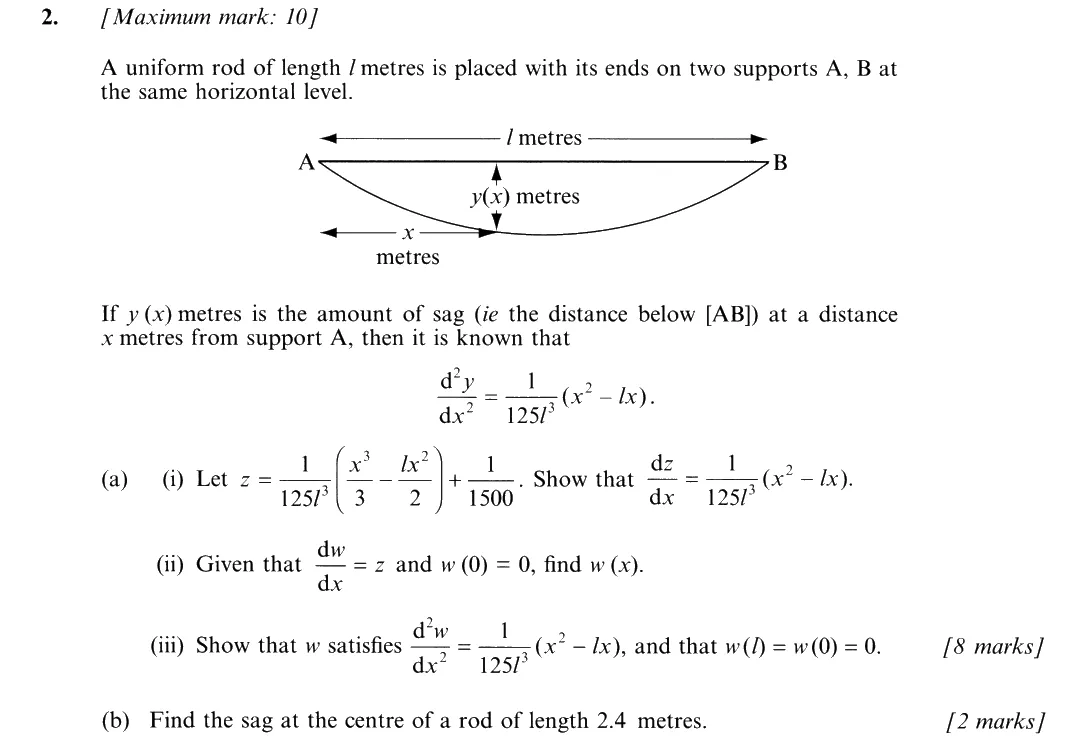 2. [Maximum mark: 10]
A uniform rod of length l metres is placed with its ends on two supports A, B at
the same horizontal level.
l metres
A B
y(x) metres
x
metres
If y (x) metres is the amount of sag (ie the distance below [AB]) at a distance
x metres from support A, then it is known that
d²y/dx² = 1/125l³ (x² – lx).
(a) (i) Let z = 1/125l³ (x³/3 – lx²/2) + 1/1500. Show that dz/dx = 1/125l³ (x² – lx).
(ii) Given that dw/dx = z and w (0) = 0, find w (x).
(iii) Show that w satisfies d²w/dx² = 1/125l³ (x² – lx), and that w(l) = w(0) = 0. [8 marks]
(b) Find the sag at the centre of a rod of length 2.4 metres. [2 marks]